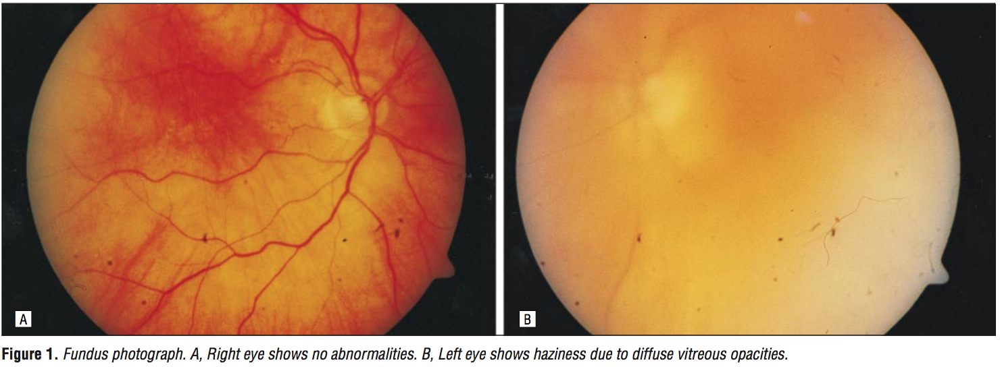 A
B
Figure 1. Fundus photograph. A, Right eye shows no abnormalities. B, Left eye shows haziness due to diffuse vitreous opacities.